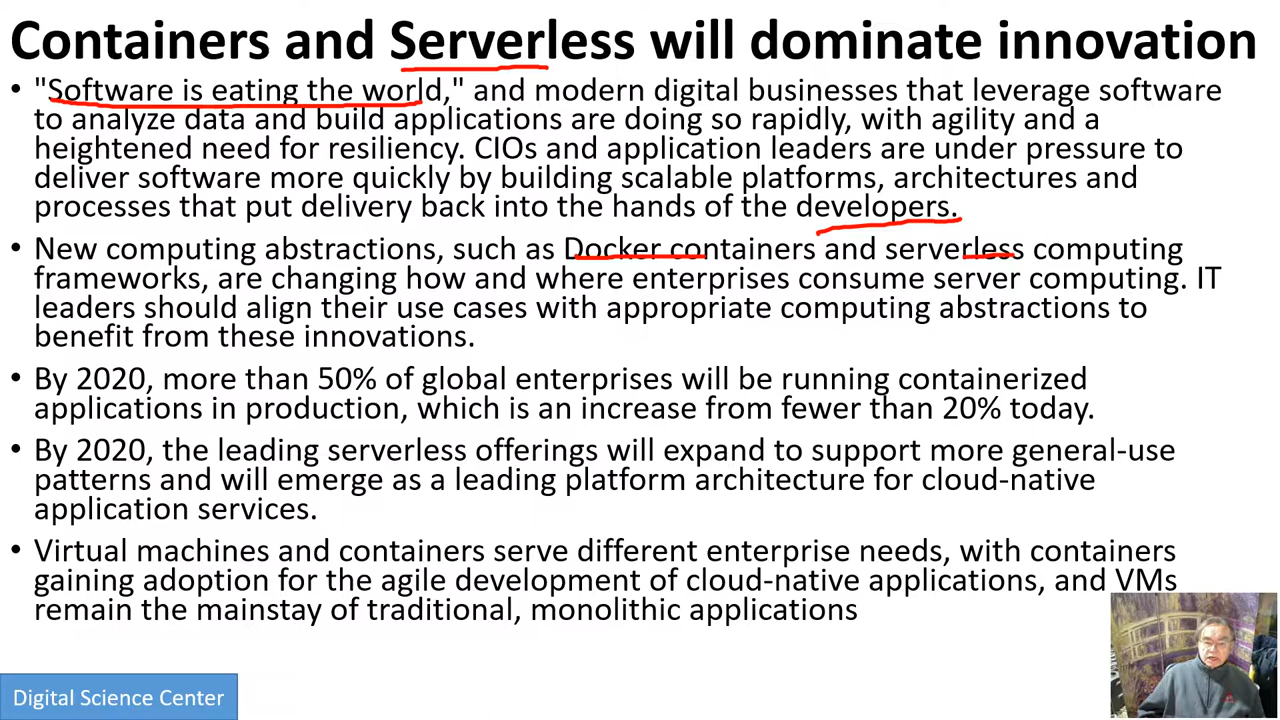 Containers and Serverless will dominate innovation
• "Software is eating the world," and modern digital businesses that leverage software
to analyze data and build applications are doing so rapidly, with agility and a
heightened need for resiliency. CIOs and application leaders are under pressure to
deliver software more quickly by building scalable platforms, architectures and
processes that put delivery back into the hands of the developers.
• New computing abstractions, such as Docker containers and serverless computing
frameworks, are changing how and where enterprises consume server computing. IT
leaders should align their use cases with appropriate computing abstractions to
benefit from these innovations.
• By 2020, more than 50% of global enterprises will be running containerized
applications in production, which is an increase from fewer than 20% today.
• By 2020, the leading serverless offerings will expand to support more general-use
patterns and will emerge as a leading platform architecture for cloud-native
application services.
• Virtual machines and containers serve different enterprise needs, with containers
gaining adoption for the agile development of cloud-native applications, and VMs
remain the mainstay of traditional, monolithic applications
Digital Science Center